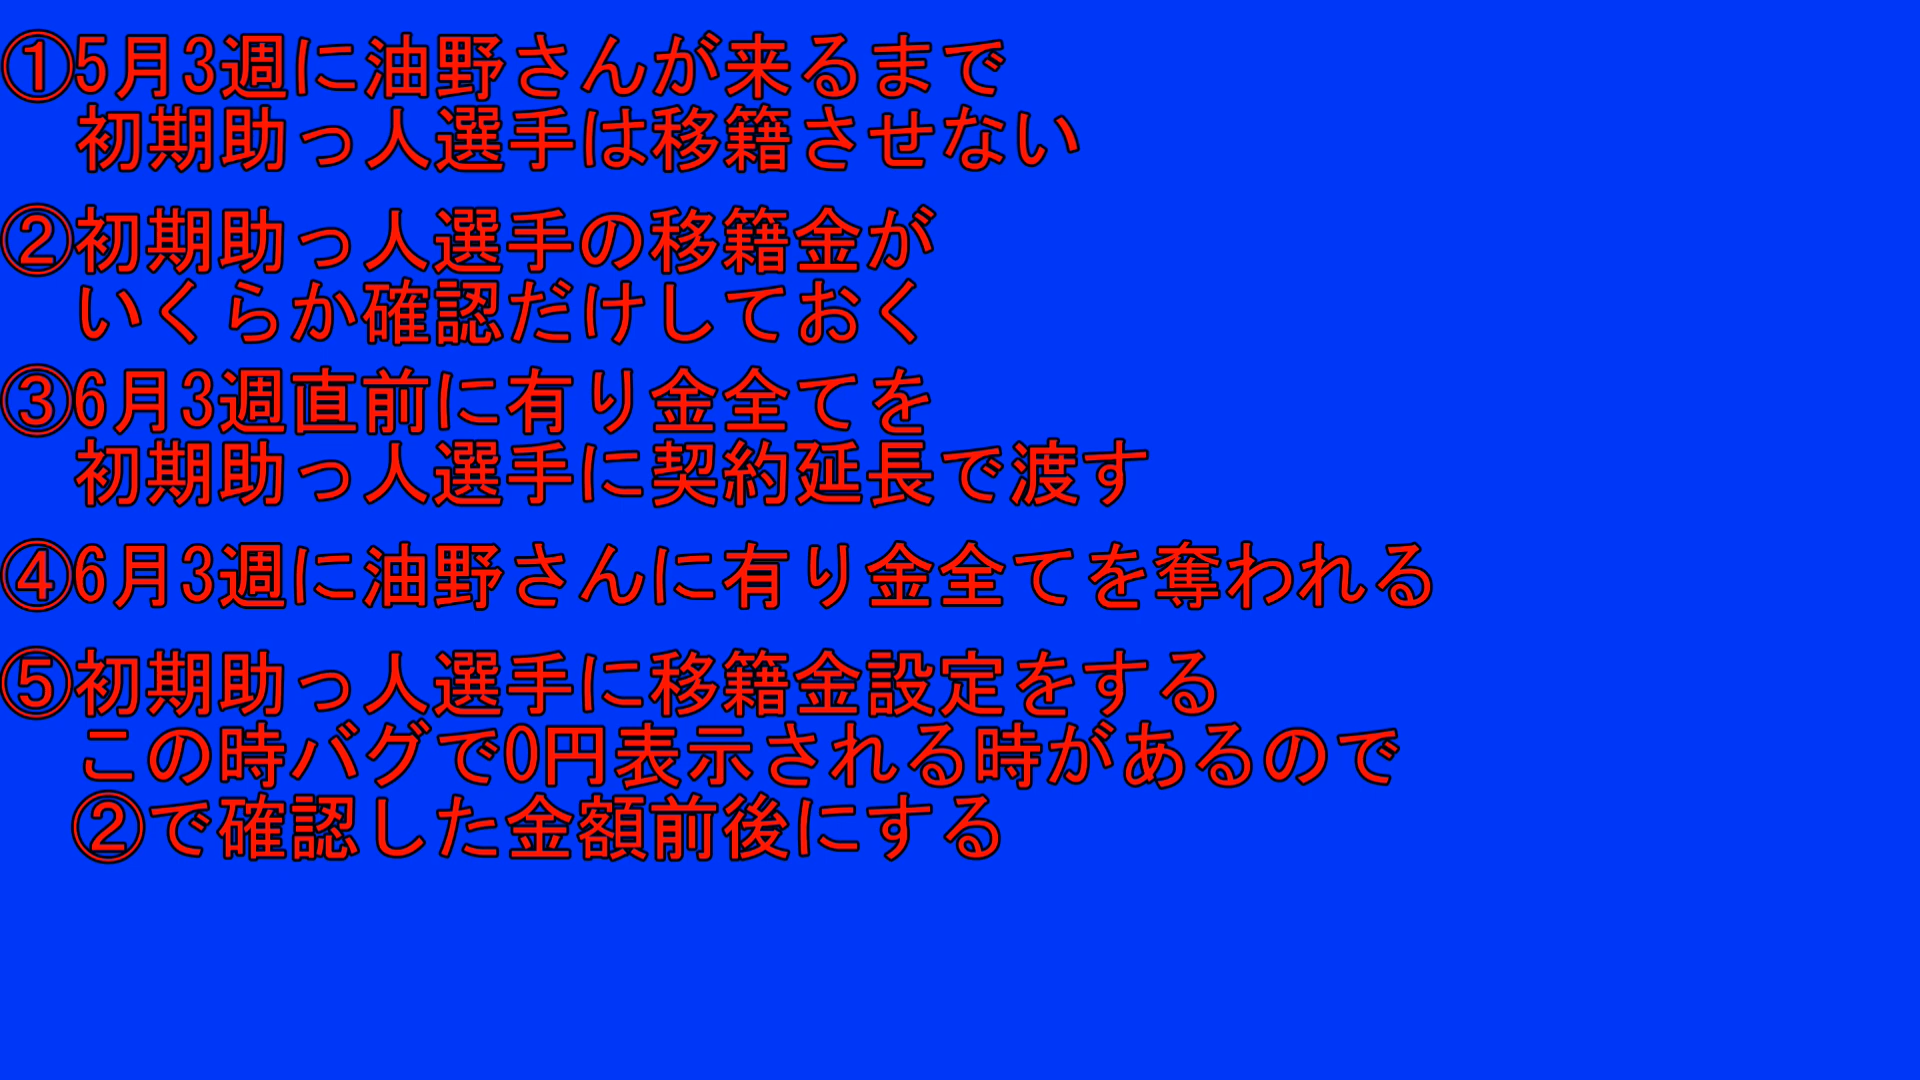 ①5月3週に油野さんが来るまで
初期助っ人選手は移籍させない
②初期助っ人選手の移籍金が
いくらか確認だけしておく
③6月3週直前に有り金全てを
初期助っ人選手に契約延長で渡す
④6月3週に油野さんに有り金全てを奪われる
⑤初期助っ人選手に移籍金設定をする
この時バグで0円表示される時があるので
②で確認した金額前後にする